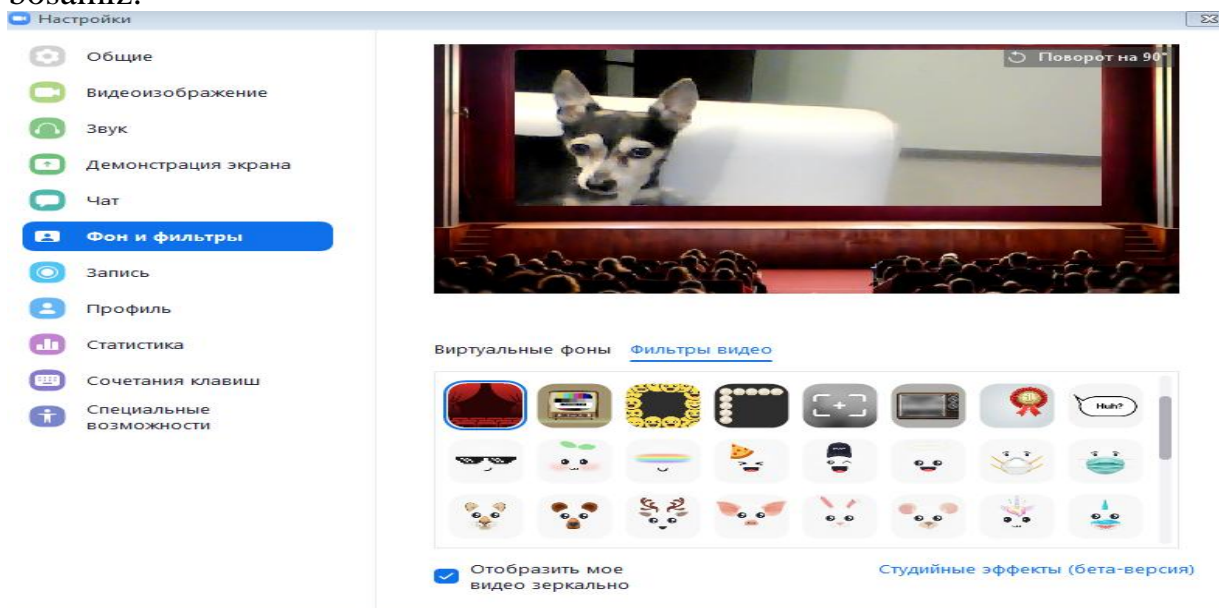 bosamiz.
Настройки
Общие
Видеоизображение
Звук
Демонстрация экрана
Чат
Фон и фильтры
Запись
Профиль
Статистика
Сочетания клавиш
Специальные
возможности
Поворот на 90°
Виртуальные фоны Фильтры видео
Huh?
Отобразить мое
видео зеркально
Студийные эффекты (бета-версия)